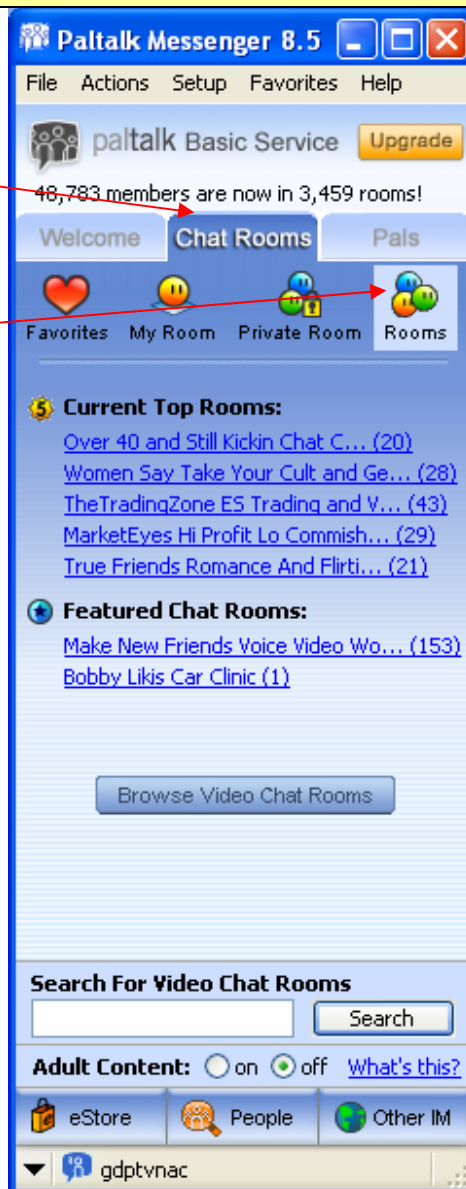 Paltalk Messenger 8.5
File Actions Setup Favorites Help
paltalk Basic Service Upgrade
48,783 members are now in 3,459 rooms!
Welcome Chat Rooms Pals
Favorites My Room Private Room Rooms
5 Current Top Rooms:
Over 40 and Still Kickin Chat C... (20)
Women Say Take Your Cult and Ge... (28)
TheTradingZone ES Trading and V... (43)
MarketEyes Hi Profit Lo Commish... (29)
True Friends Romance And Flirti... (21)
Featured Chat Rooms:
Make New Friends Voice Video Wo... (153)
Bobby Likis Car Clinic (1)
Browse Video Chat Rooms
Search For Video Chat Rooms
Search
Adult Content: on off What's this?
eStore People Other IM
gdptvnac